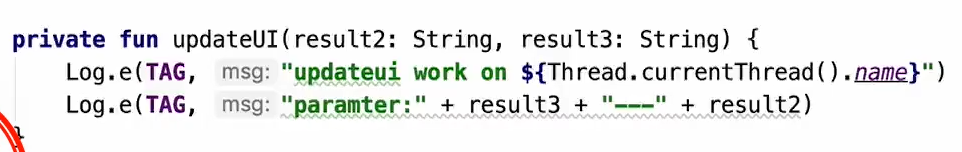 private fun updateUI(result2: String, result3: String) {
Log.e(TAG, msg: "updateui work on ${Thread.currentThread().name}")
Log.e(TAG, msg: "paramter:" + result3 + "---" + result2)
}